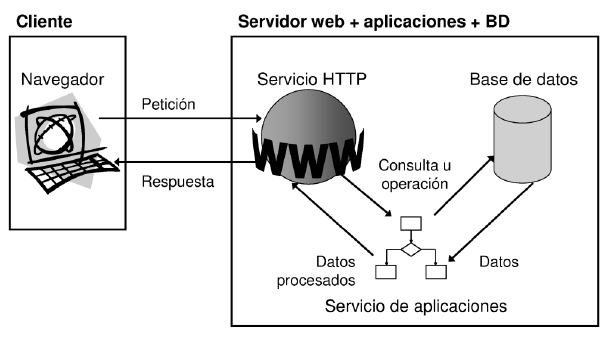 Cliente
Servidor web + aplicaciones + BD
Navegador
Servicio HTTP
Base de datos
Petición
WWW
Respuesta
Consulta u
operación
Datos
procesados
Datos
Servicio de aplicaciones